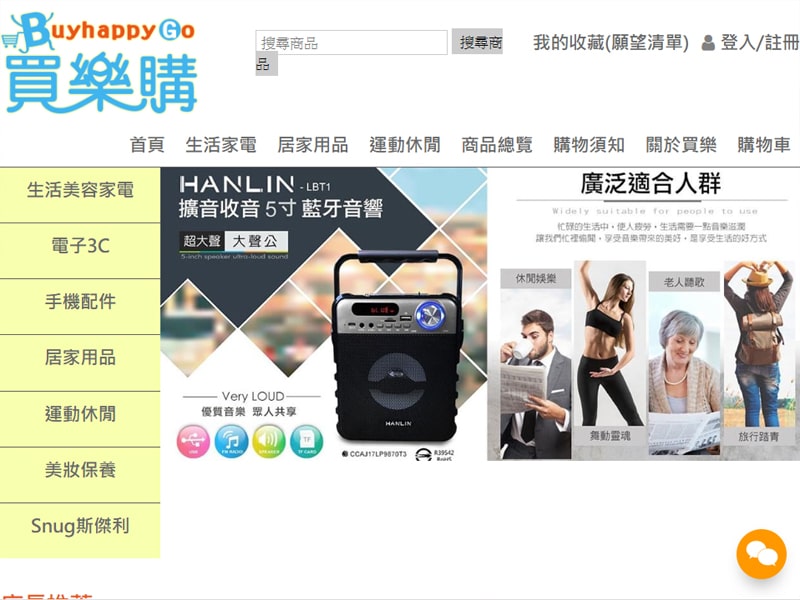 Buyhappy Go
買樂購
搜尋商品
搜尋商
品
我的收藏(願望清單)
登入/註冊
首頁 生活家電 居家用品 運動休閒 商品總覽 購物須知 關於買樂 購物車
生活美容家電
電子3C
手機配件
居家用品
運動休閒
美妝保養
Snug斯傑利
HANLIN - LBT1
擴音收音 5寸 藍牙音響
超大聲 大聲公
5-inch speaker ultra-loud sound
Very LOUD
優質音樂 眾人共享
USB
FM RADIO
SPEAKER
TF
TF CARD
HANLIN
CCAJ17LP9870T3
R39542
RoHS
廣泛適合人群
Widely suitable for people to use
忙碌的生活中，使人疲勞，生活需要一點音樂滋潤
讓我們忙裡偷閒，享受音樂帶來的美好，是享受生活的好方式
休閒娛樂
老人聽歌
舞動靈魂
旅行踏青
店長推薦